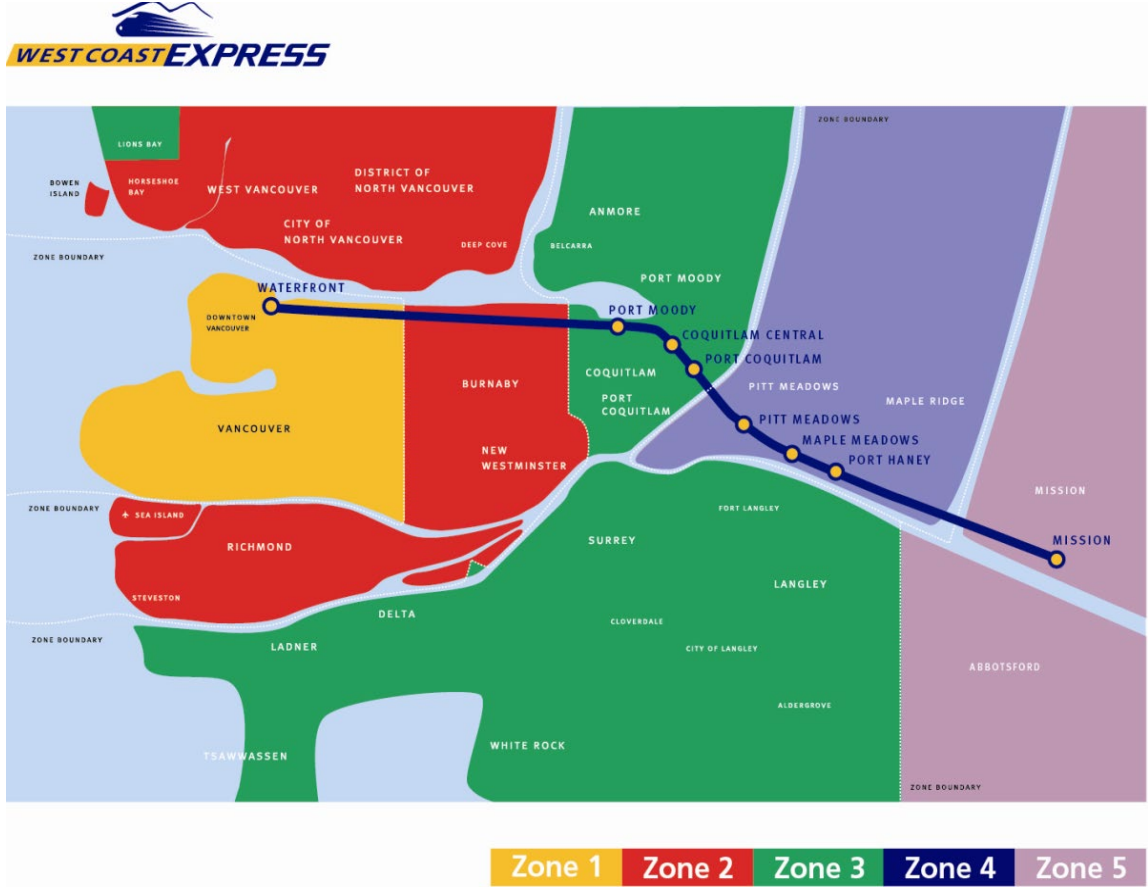 WEST COAST EXPRESS
LIONS BAY
ZONE BOUNDARY
BOWEN
ISLAND
HORSESHOE
BAY
WEST VANCOUVER
DISTRICT OF
NORTH VANCOUVER
CITY OF
NORTH VANCOUVER
DEEP COVE
ANMORE
BELCARRA
PORT MOODY
ZONE BOUNDARY
WATERFRONT
DOWNTOWN
VANCOUVER
PORT MOODY
COQUITLAM CENTRAL
PORT COQUITLAM
COQUITLAM
PORT
COQUITLAM
BURNABY
PITT MEADOWS
MAPLE RIDGE
VANCOUVER
NEW
WESTMINSTER
PITT MEADOWS
MAPLE MEADOWS
PORT HANEY
MISSION
ZONE BOUNDARY
SEA ISLAND
FORT LANGLEY
RICHMOND
SURREY
MISSION
STEVESTON
LANGLEY
DELTA
CLOVERDALE
ZONE BOUNDARY
LADNER
CITY OF LANGLEY
ABBOTSFORD
ALDERGROVE
TSAWWASSEN
WHITE ROCK
ZONE BOUNDARY
Zone 1 Zone 2 Zone 3 Zone 4 Zone 5